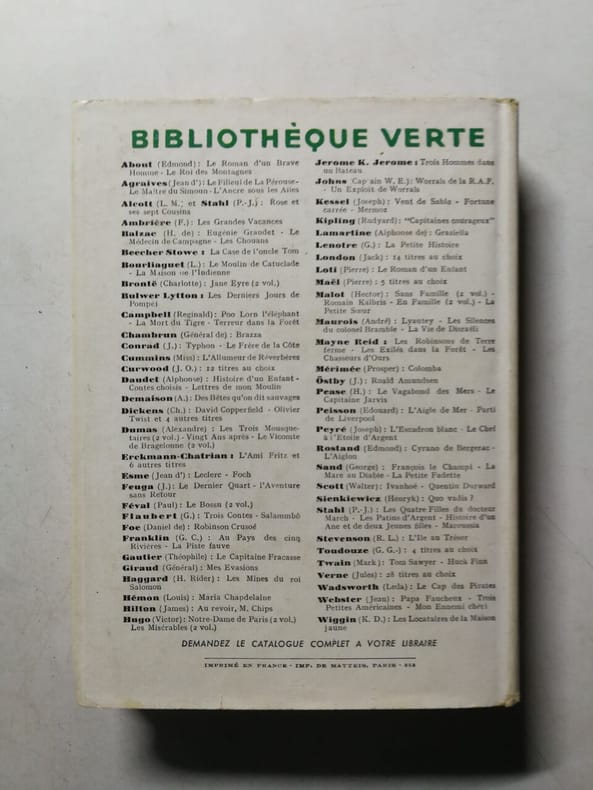 BIBLIOTHÈQUE VERTE
About (Edmond) : Le Roman d'un Brave
Homme - Le Roi des Montagnes
Agraives (Jean d') : Le Filleul de La Pérouse-
Le Maître du Simoun - L'Ancre sous les Ailes
Alcott (L. M.) et Stahl (P.-J.) : Rose et
ses sept Cousins
Ambrière (F.) : Les Grandes Vacances
Balzac (H. de) : Eugénie Grandet - Le
Médecin de Campagne - Les Chouans
Beecher Stowe : La Case de l'oncle Tom
Bourliaguet (L.) : Le Moulin de Catuclade
- La Maison de l'Indienne
Brontë (Charlotte) : Jane Eyre (2 vol.)
Bulwer Lytton : Les Derniers Jours de
Pompéi
Campbell (Reginald) : Poo Lorn l'éléphant
- La Mort du Tigre - Terreur dans la Forêt
Chambrun (Général de) : Brazza
Conrad (J.) : Typhon - Le Frère de la Côte
Cummins (Miss) : L'Allumeur de Réverbères
Curwood (J. O.) : 12 titres au choix
Daudet (Alphonse) : Histoire d'un Enfant -
Contes choisis - Lettres de mon Moulin
Demaison (A.) : Des Bêtes qu'on dit sauvages
Dickens (Ch.) : David Copperfield - Olivier
Twist et 4 autres titres
Dumas (Alexandre) : Les Trois Mousque-
taires (2 vol.) - Vingt Ans après - Le Vicomte
de Bragelonne (2 vol.)
Erckmann-Chatrian : L'Ami Fritz et
6 autres titres
Esme (Jean d') : Leclerc - Foch
Feuga (J.) : Le Dernier Quart - l'Aventure
sans Retour
Féval (Paul) : Le Bossu (2 vol.)
Flaubert (G.) : Trois Contes - Salammbô
Foe (Daniel de) : Robinson Crusoé
Franklin (G. C.) : Au Pays des cinq
Rivières - La Piste fauve
Gautier (Théophile) : Le Capitaine Fracasse
Giraud (Général) : Mes Evasions
Haggard (H. Rider) : Les Mines du roi
Salomon
Hémon (Louis) : Maria Chapdelaine
Hilton (James) : Au revoir, M. Chips
Hugo (Victor) : Notre-Dame de Paris (2 vol.)
Les Misérables (2 vol.)
Jerome K. Jerome : Trois Hommes dans
un Bateau
Johns Cap ain W. E.) : Worrals de la R.A.F.
- Un Exploit de Worrals
Kessel (Joseph) : Vent de Sable - Fortune
carrée - Mermoz
Kipling (Rudyard) : "Capitaines courageux"
Lamartine (Alphonse de) : Graziella
Lenotre (G.) : La Petite Histoire
London (Jack) : 14 titres au choix
Loti (Pierre) : Le Roman d'un Enfant
Maël (Pierre) : 5 titres au choix
Malot (Hector) : Sans Famille (2 vol.) -
Romain Kalbris - En Famille (2 vol.) - La
Petite Sœur
Maurois (André) : Lyautey - Les Silences
du colonel Bramble - La Vie de Disraëli
Mayne Reid : Les Robinsons de Terre
ferme - Les Exilés dans la Forêt - Les
Chasseurs d'Ours
Mérimée (Prosper) : Colomba
Östby (J.) : Roald Amundsen
Pease (H.) : Le Vagabond des Mers - Le
Capitaine Jarvis
Peisson (Edouard) : L'Aigle de Mer - Parti
de Liverpool
Peyré (Joseph) : L'Escadron blanc - Le Chef
à l'Etoile d'Argent
Rostand (Edmond) : Cyrano de Bergerac -
L'Aiglon
Sand (George) : François le Champi - La
Mare au Diable - La Petite Fadette
Scott (Walter) : Ivanhoé - Quentin Durward
Sienkiewicz (Henryk) : Quo vadis ?
Stahl (P.-J.) : Les Quatre Filles du docteur
March - Les Patins d'Argent - Histoire d'un
Ane et de deux Jeunes filles - Maroussia
Stevenson (R. L.) : L'Ile au Trésor
Toudouze (G. G.-) : 4 titres au choix
Twain (Mark) : Tom Sawyer - Huck Finn
Verne (Jules) : 28 titres au choix
Wadsworth (Leïla) : Le Cap des Pirates
Webster (Jean) : Papa Faucheux - Trois
Petites Américaines - Mon Ennemi chéri
Wiggin (K. D.) : Les Locataires de la Maison
jaune
DEMANDEZ LE CATALOGUE COMPLET A VOTRE LIBRAIRE
IMPRIMÉ EN FRANCE - IMP. DE MATTEIS, PARIS -